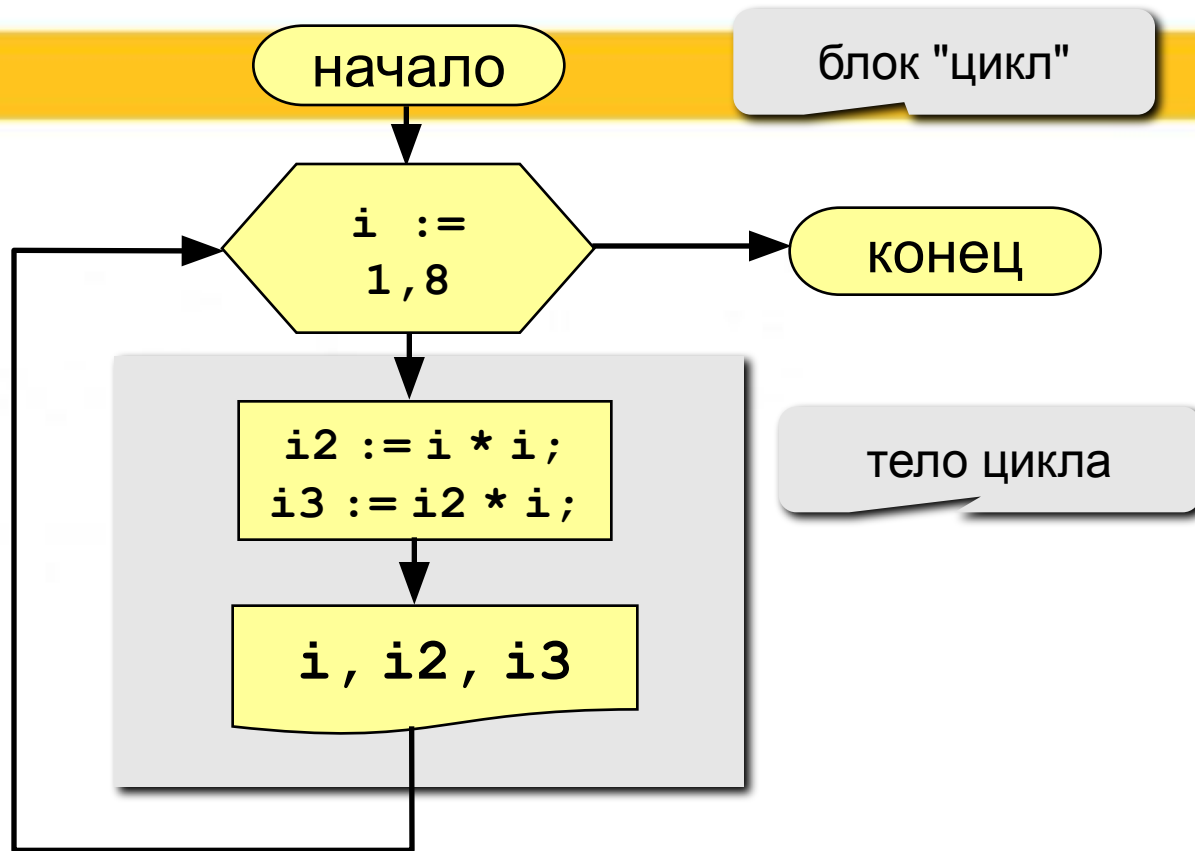 начало
блок "цикл"
i :=
1,8
конец
i2 := i * i;
i3 := i2 * i;
тело цикла
i, i2, i3